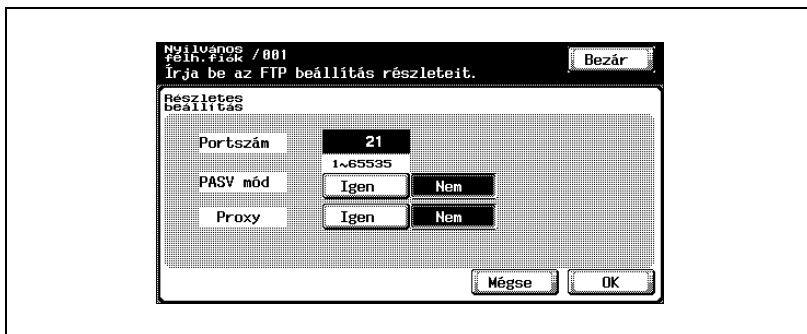 Nyilvános
felh.fiók /001
Bezár
Írja be az FTP beállítás részleteit.
Részletes
beállítás
Portszám 21
1~65535
PASV mód Igen Nem
Proxy Igen Nem
Mégse OK